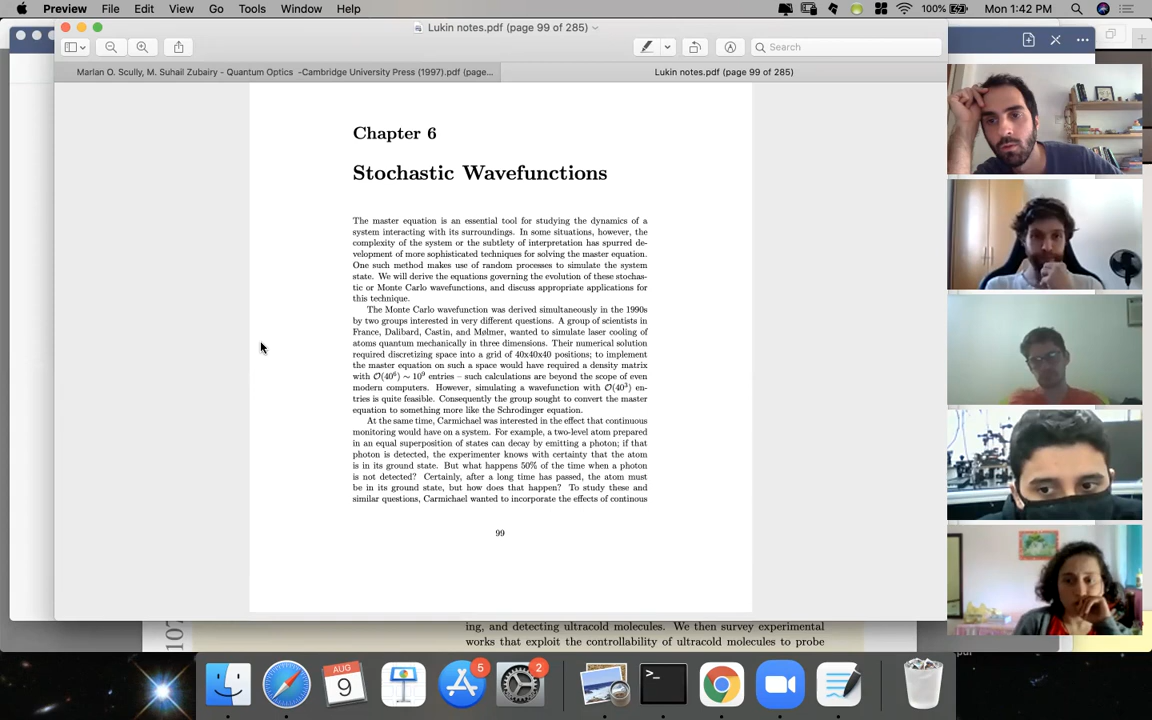 Preview File Edit View Go Tools Window Help
100% Mon 1:42 PM
Lukin notes.pdf (page 99 of 285)
Search
Marlan O. Scully, M. Suhail Zubairy - Quantum Optics -Cambridge University Press (1997).pdf (page...
Lukin notes.pdf (page 99 of 285)
Chapter 6
Stochastic Wavefunctions
The master equation is an essential tool for studying the dynamics of a
system interacting with its surroundings. In some situations, however, the
complexity of the system or the subtlety of interpretation has spurred de-
velopment of more sophisticated techniques for solving the master equation.
One such method makes use of random processes to simulate the system
state. We will derive the equations governing the evolution of these stochas-
tic or Monte Carlo wavefunctions, and discuss appropriate applications for
this technique.
The Monte Carlo wavefunction was derived simultaneously in the 1990s
by two groups interested in very different questions. A group of scientists in
France, Dalibard, Castin, and Mølmer, wanted to simulate laser cooling of
atoms quantum mechanically in three dimensions. Their numerical solution
required discretizing space into a grid of 40x40x40 positions; to implement
the master equation on such a space would have required a density matrix
with O(40⁶) ~ 10⁹ entries – such calculations are beyond the scope of even
modern computers. However, simulating a wavefunction with O(40³) en-
tries is quite feasible. Consequently the group sought to convert the master
equation to something more like the Schrodinger equation.
At the same time, Carmichael was interested in the effect that continuous
monitoring would have on a system. For example, a two-level atom prepared
in an equal superposition of states can decay by emitting a photon; if that
photon is detected, the experimenter knows with certainty that the atom
is in its ground state. But what happens 50% of the time when a photon
is not detected? Certainly, after a long time has passed, the atom must
be in its ground state, but how does that happen? To study these and
similar questions, Carmichael wanted to incorporate the effects of continous
99
107
ing, and detecting ultracold molecules. We then survey experimental
works that exploit the controllability of ultracold molecules to probe
AUG
9
5
2